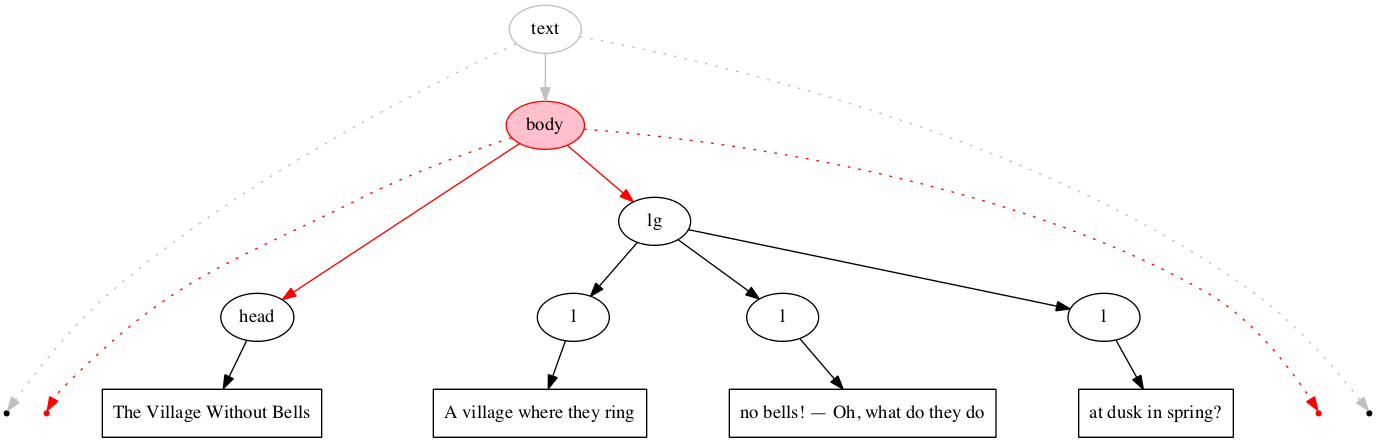 text
body
lg
head
l
l
l
The Village Without Bells
A village where they ring
no bells! — Oh, what do they do
at dusk in spring?